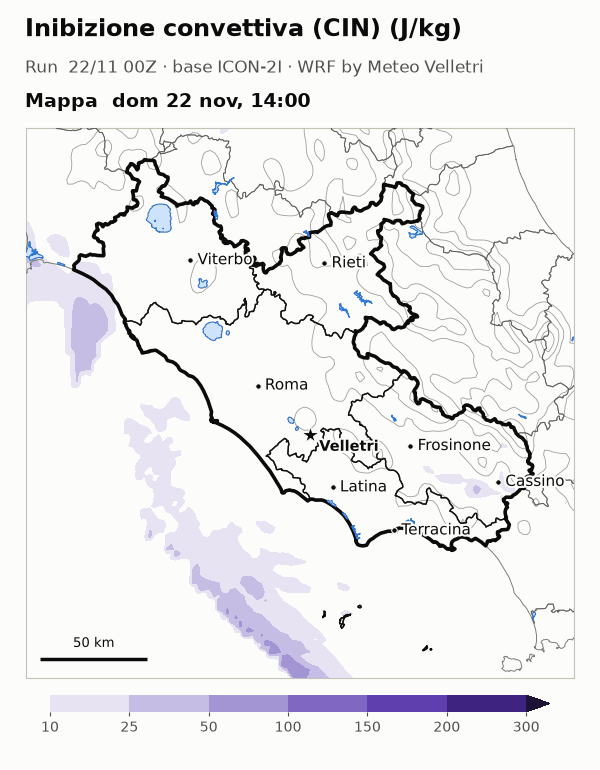 Inibizione convettiva (CIN) (J/kg)
Run  22/11 00Z · base ICON-2I · WRF by Meteo Velletri
Mappa  dom 22 nov, 14:00
Viterbo
Rieti
Roma
Velletri
Frosinone
Cassino
Latina
Terracina
50 km
10 25 50 100 150 200 300